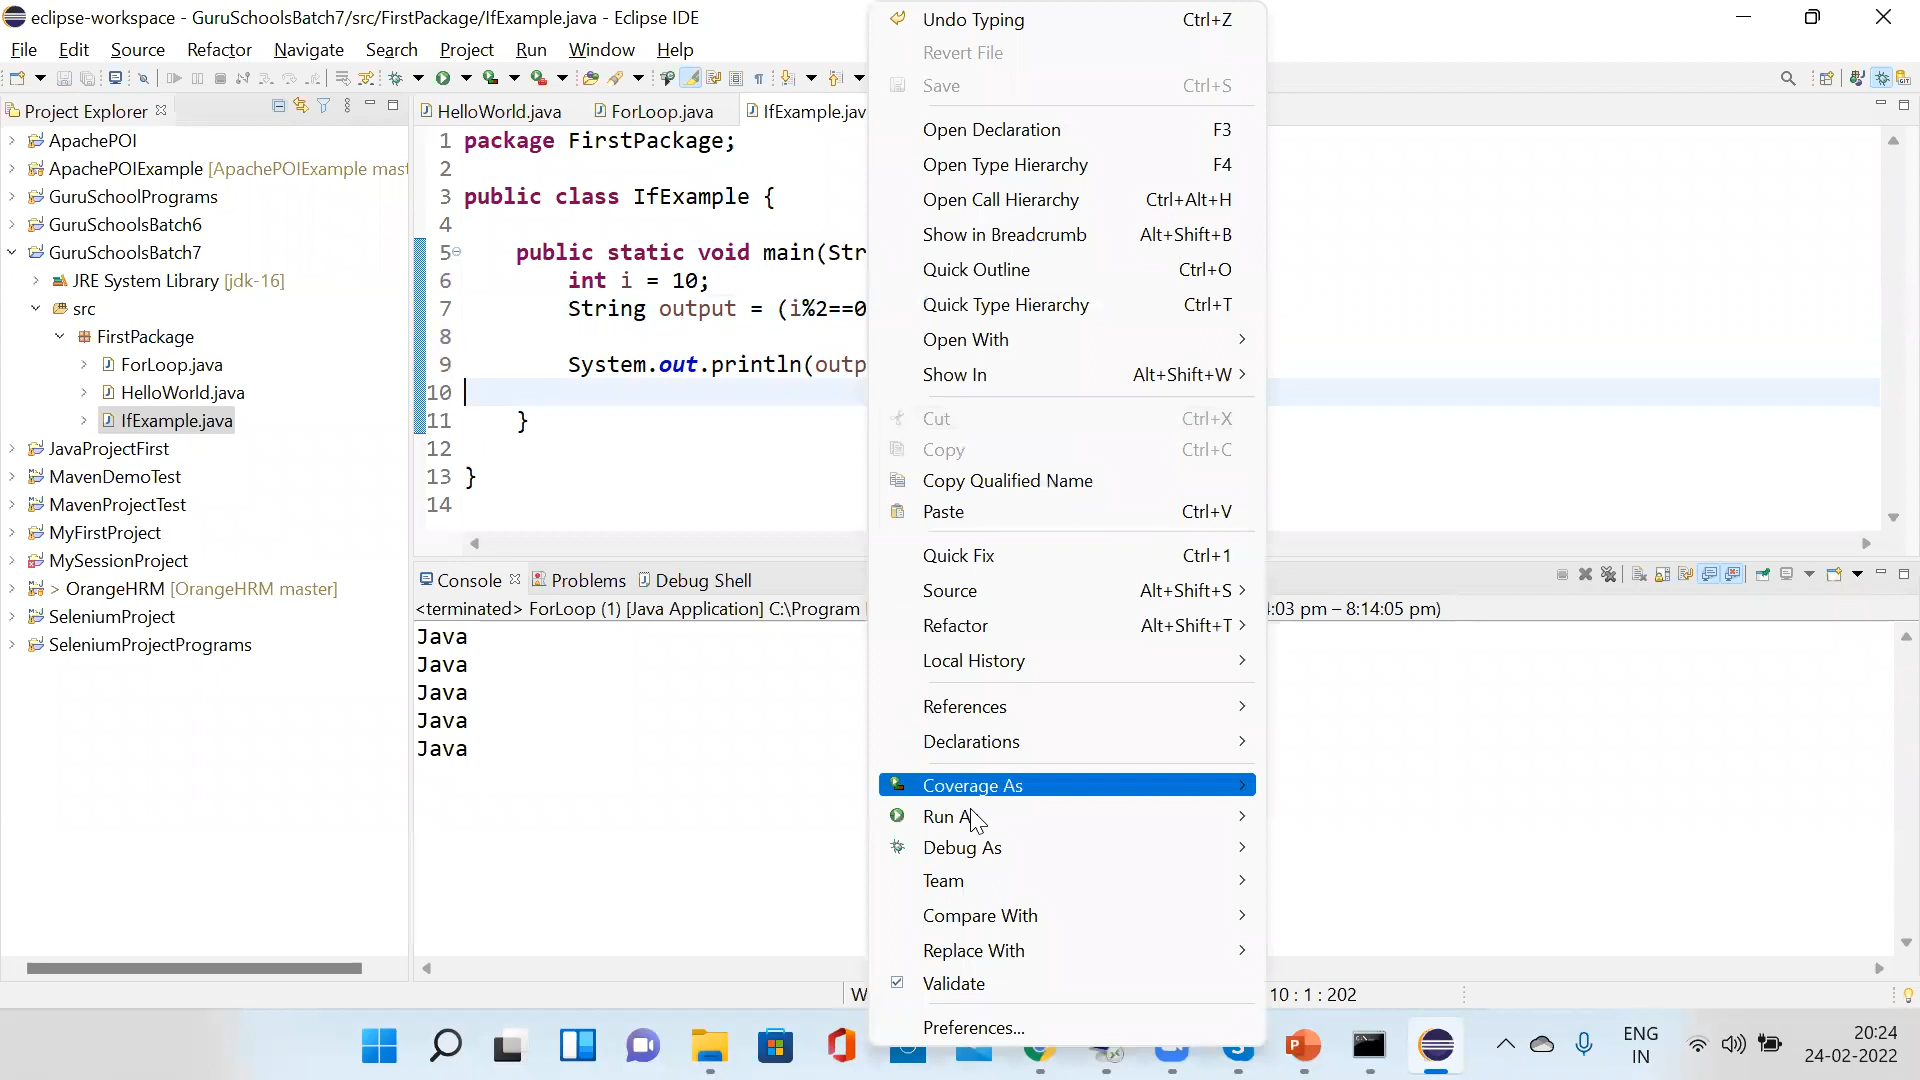 eclipse-workspace - GuruSchoolsBatch7/src/FirstPackage/IfExample.java - Eclipse IDE
File Edit Source Refactor Navigate Search Project Run Window Help
Project Explorer
ApachePOI
ApachePOIExample [ApachePOIExample mast
GuruSchoolPrograms
GuruSchoolsBatch6
GuruSchoolsBatch7
JRE System Library [jdk-16]
src
FirstPackage
ForLoop.java
HelloWorld.java
IfExample.java
JavaProjectFirst
MavenDemoTest
MavenProjectTest
MyFirstProject
MySessionProject
> OrangeHRM [OrangeHRM master]
SeleniumProject
SeleniumProjectPrograms
HelloWorld.java ForLoop.java IfExample.jav
1 package FirstPackage;
2
3 public class IfExample {
4
5 public static void main(Str
6 int i = 10;
7 String output = (i%2==0
8
9 System.out.println(outp
10
11 }
12
13 }
14
Console Problems Debug Shell
<terminated> ForLoop (1) [Java Application] C:\Program
4:03 pm – 8:14:05 pm)
Java
Java
Java
Java
Java
Undo Typing Ctrl+Z
Revert File
Save Ctrl+S
Open Declaration F3
Open Type Hierarchy F4
Open Call Hierarchy Ctrl+Alt+H
Show in Breadcrumb Alt+Shift+B
Quick Outline Ctrl+O
Quick Type Hierarchy Ctrl+T
Open With
Show In Alt+Shift+W
Cut Ctrl+X
Copy Ctrl+C
Copy Qualified Name
Paste Ctrl+V
Quick Fix Ctrl+1
Source Alt+Shift+S
Refactor Alt+Shift+T
Local History
References
Declarations
Coverage As
Run A
Debug As
Team
Compare With
Replace With
Validate
Preferences...
W
10 : 1 : 202
ENG
IN
20:24
24-02-2022